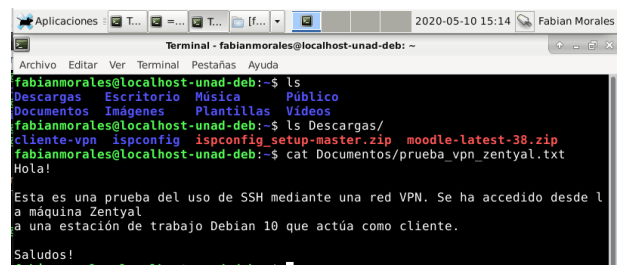 Aplicaciones T... =... T... [f... 2020-05-10 15:14 Fabian Morales
Terminal - fabianmorales@localhost-unad-deb: ~
Archivo Editar Ver Terminal Pestañas Ayuda
fabianmorales@localhost-unad-deb:~$ ls
Descargas Escritorio Música Público
Documentos Imágenes Plantillas Vídeos
fabianmorales@localhost-unad-deb:~$ ls Descargas/
cliente-vpn ispconfig ispconfig_setup-master.zip moodle-latest-38.zip
fabianmorales@localhost-unad-deb:~$ cat Documentos/prueba_vpn_zentyal.txt
Hola!
Esta es una prueba del uso de SSH mediante una red VPN. Se ha accedido desde l
a máquina Zentyal
a una estación de trabajo Debian 10 que actúa como cliente.
Saludos!